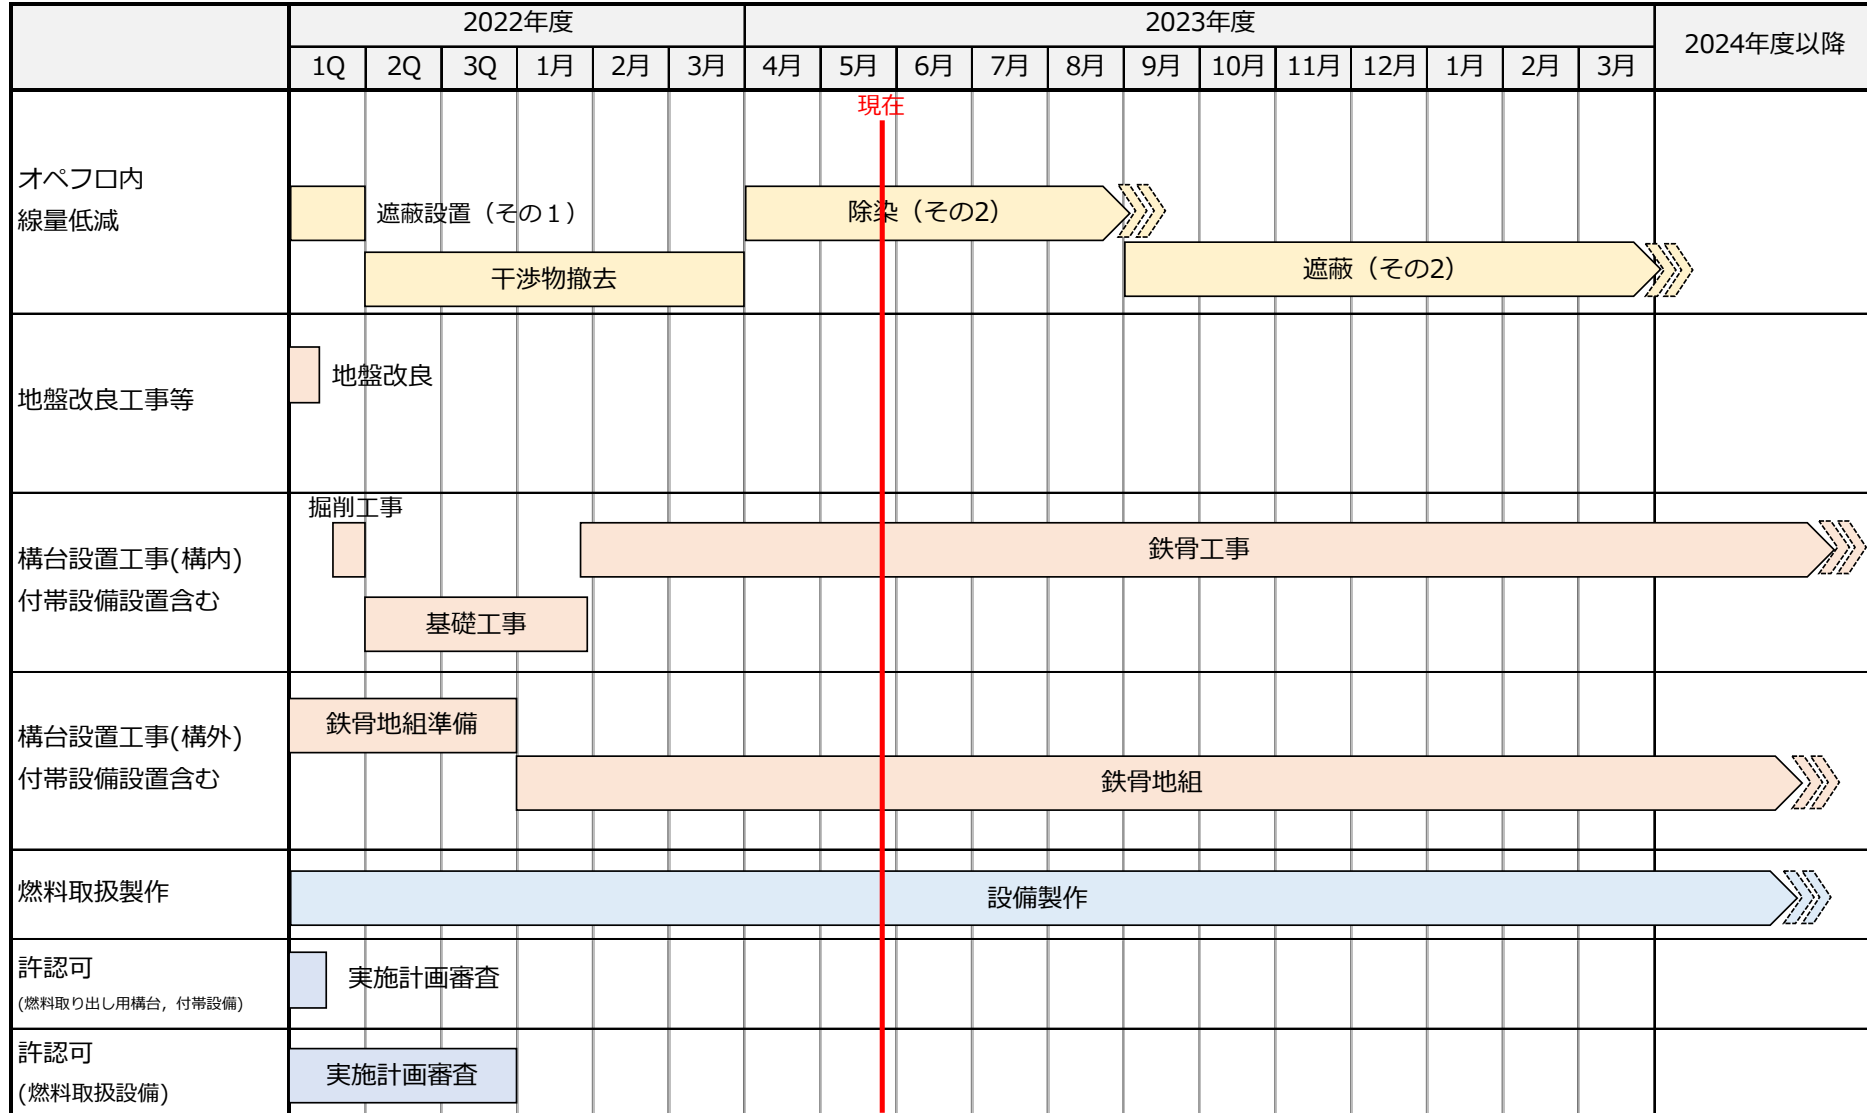 2022年度
2023年度
2024年度以降
1Q
2Q
3Q
1月
2月
3月
4月
5月
6月
7月
8月
9月
10月
11月
12月
1月
2月
3月
現在
オペフロ内
線量低減
遮蔽設置（その１）
除染（その2）
干渉物撤去
遮蔽（その2）
地盤改良工事等
地盤改良
構台設置工事(構内)
付帯設備設置含む
掘削工事
鉄骨工事
基礎工事
構台設置工事(構外)
付帯設備設置含む
鉄骨地組準備
鉄骨地組
燃料取扱製作
設備製作
許認可
(燃料取り出し用構台，付帯設備)
実施計画審査
許認可
(燃料取扱設備)
実施計画審査